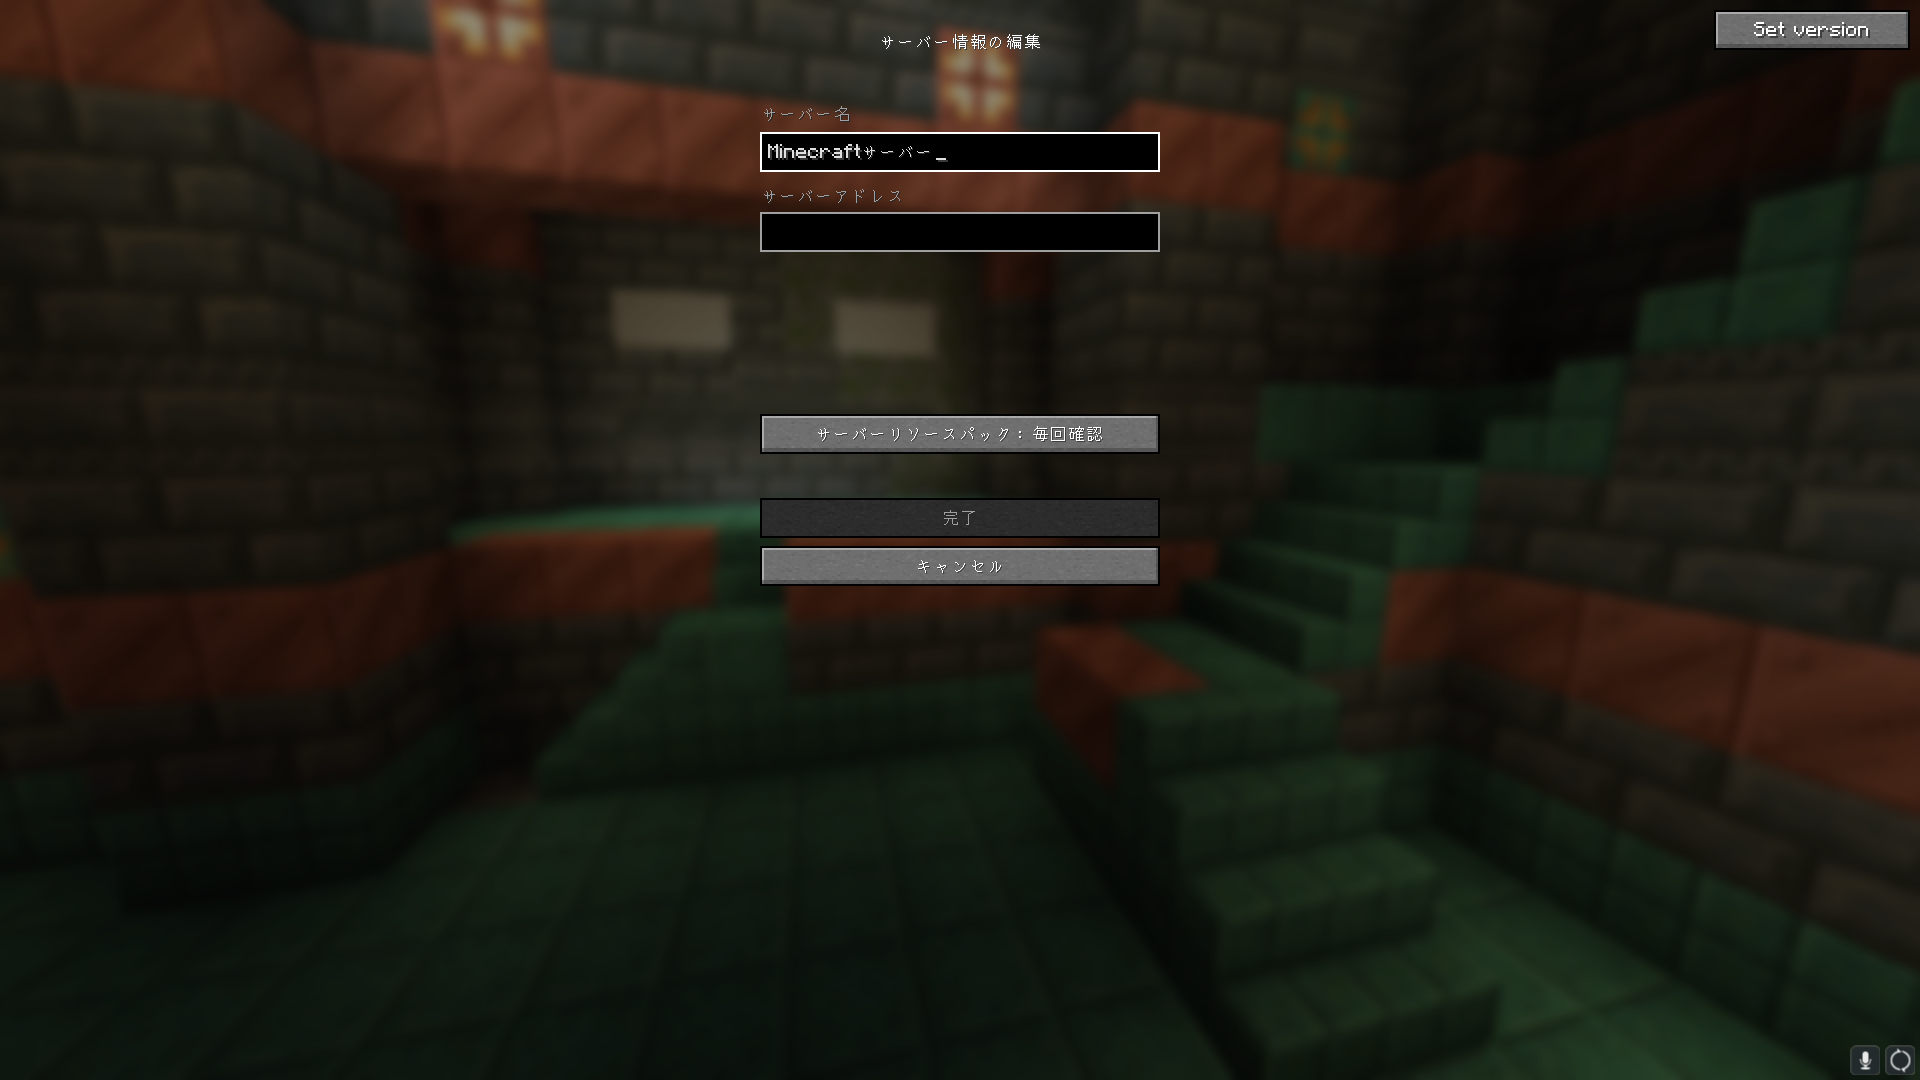 サーバー情報の編集
Set version
サーバー名
Minecraftサーバー_
サーバーアドレス
サーバーリソースパック: 毎回確認
完了
キャンセル